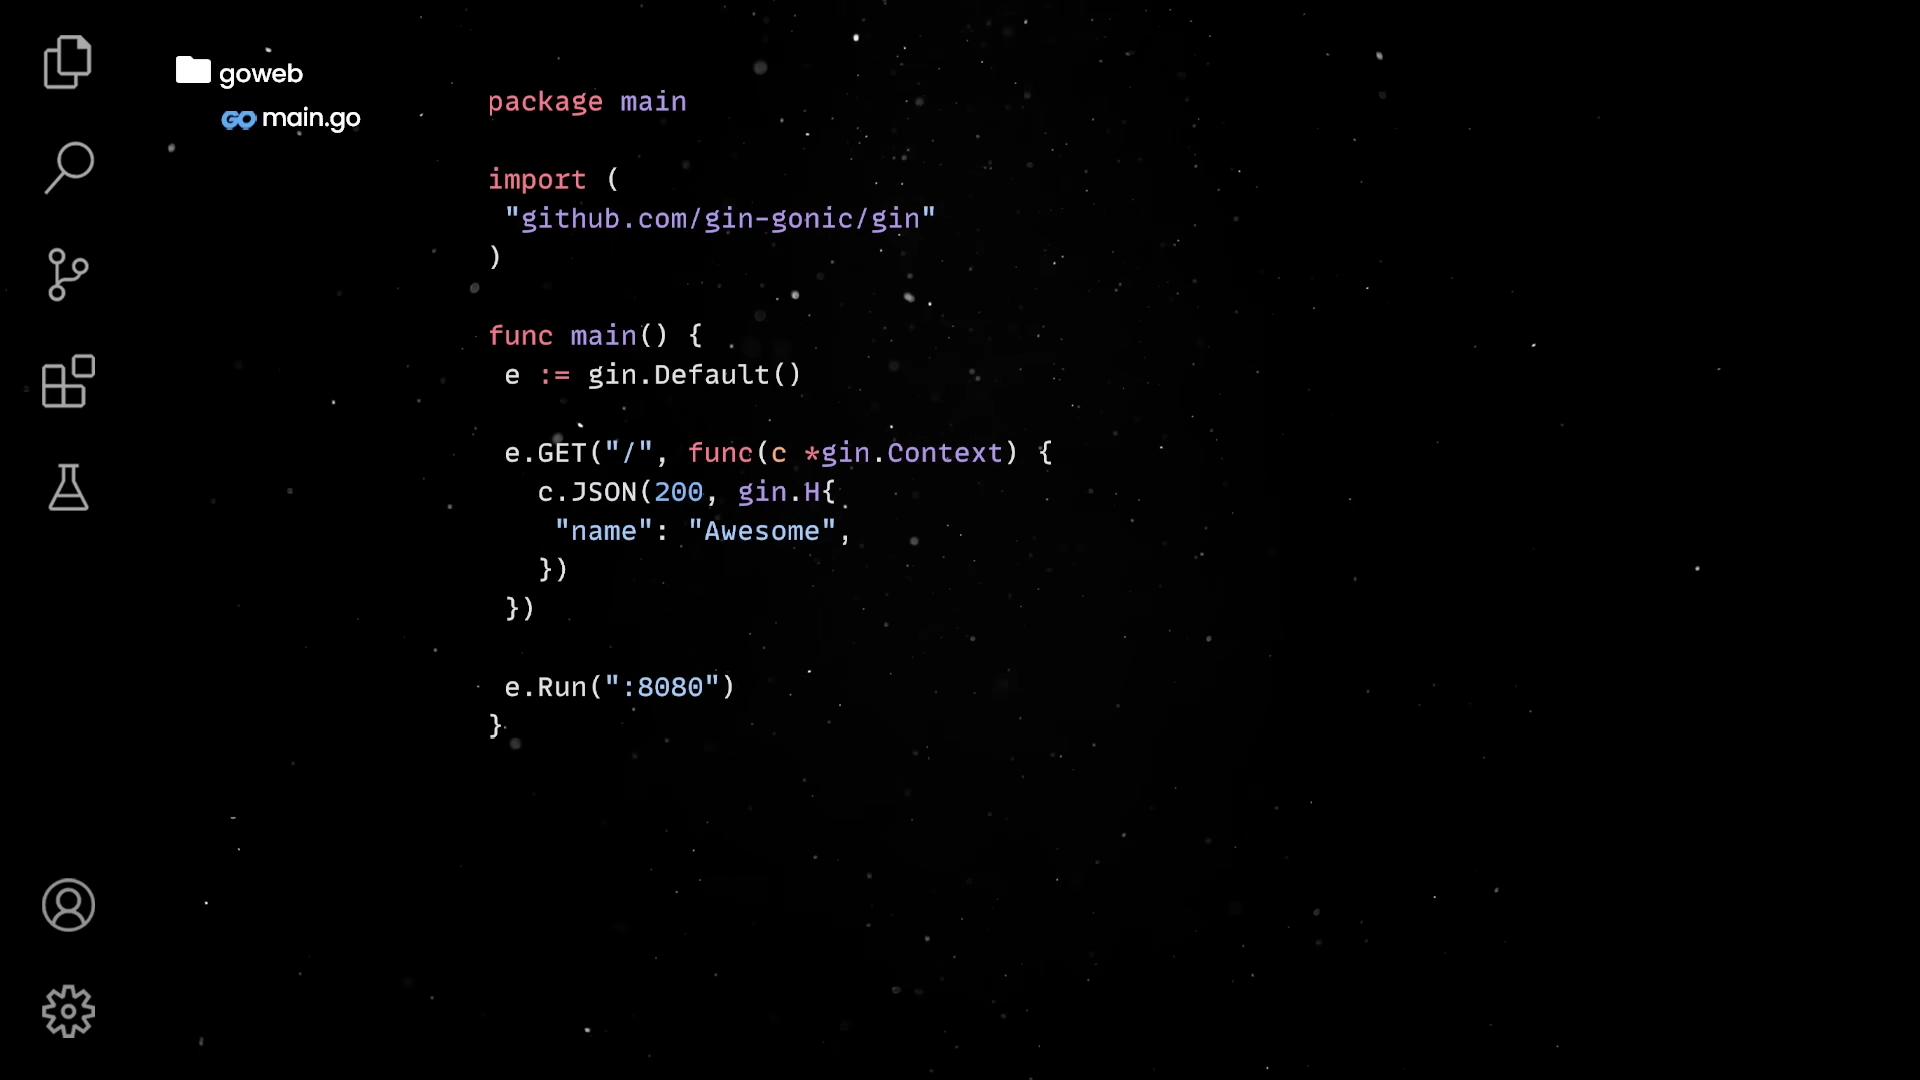 goweb
GO main.go
package main
import (
"github.com/gin-gonic/gin"
)
func main() {
e := gin.Default()
e.GET("/", func(c *gin.Context) {
c.JSON(200, gin.H{
"name": "Awesome",
})
})
e.Run(":8080")
}